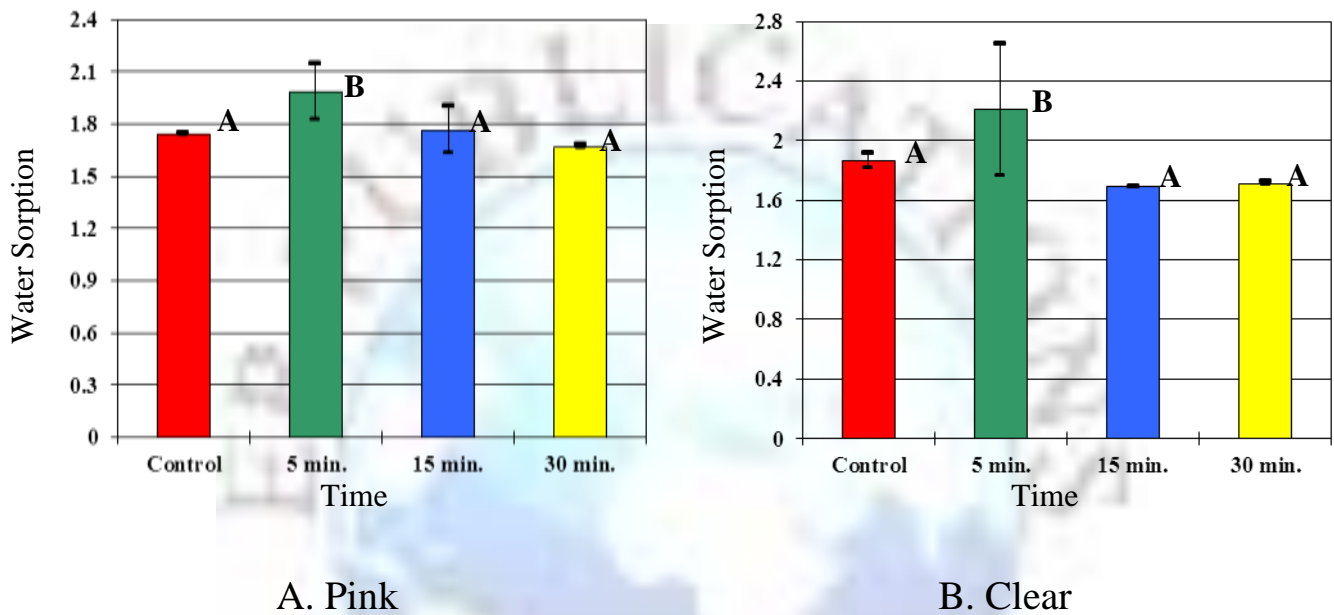 2.4
2.1
1.8
1.5
1.2
0.9
0.6
0.3
0
Water Sorption
A
B
A
A
Control
5 min.
15 min.
30 min.
Time
A. Pink
2.8
2.4
2
1.6
1.2
0.8
0.4
0
Water Sorption
A
B
A
A
Control
5 min.
15 min.
30 min.
Time
B. Clear